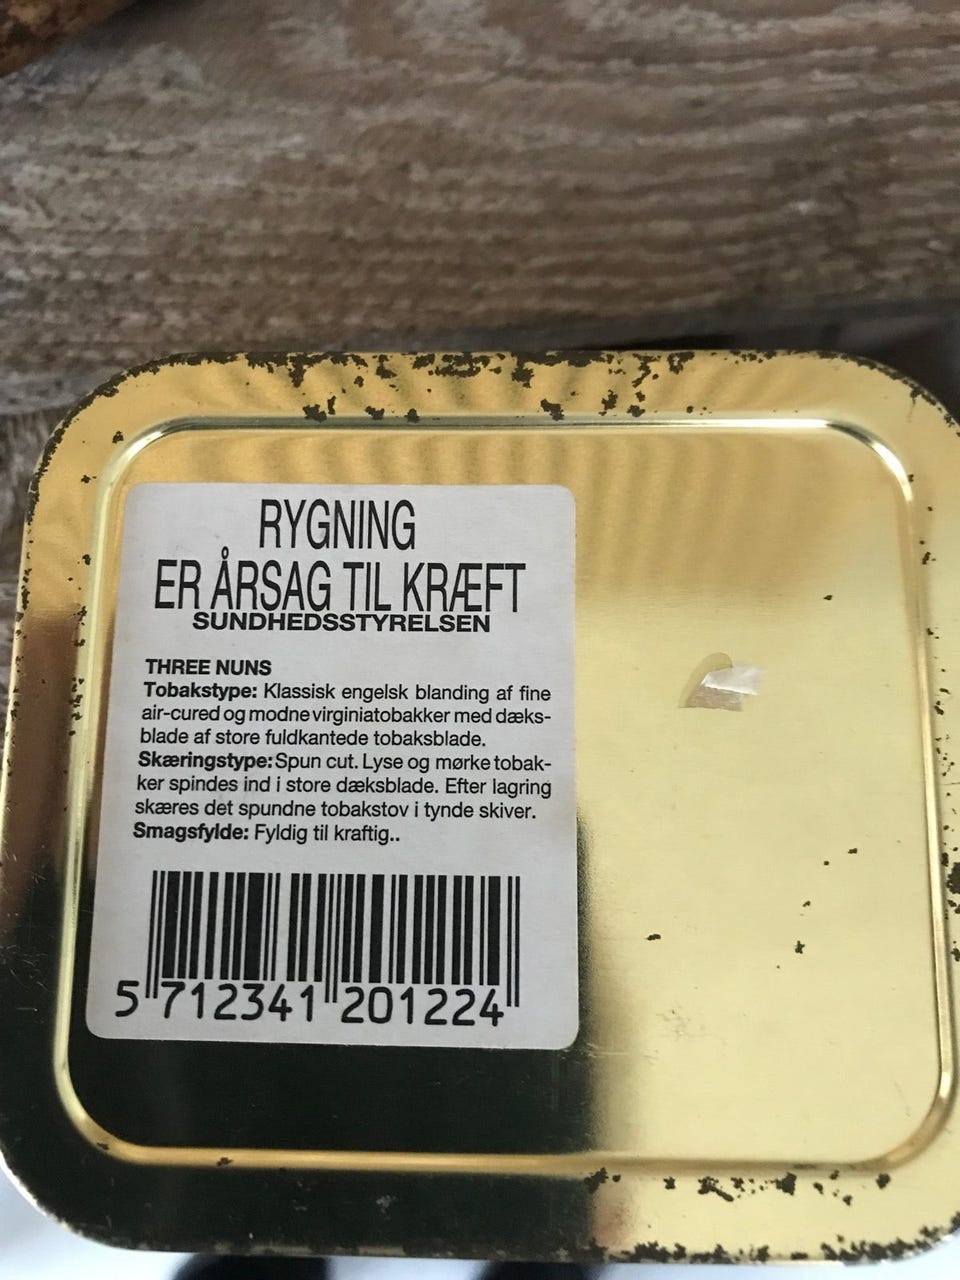 RYGNING
ER ÅRSAG TIL KRÆFT
SUNDHEDSSTYRELSEN
THREE NUNS
Tobakstype: Klassisk engelsk blanding af fine
air-cured og modne virginiatobakker med dæks-
blade af store fuldkantede tobaksblade.
Skæringstype: Spun cut. Lyse og mørke tobak-
ker spindes ind i store dæksblade. Efter lagring
skæres det spundne tobakstov i tynde skiver.
Smagsfylde: Fyldig til kraftig..
5 712341 201224